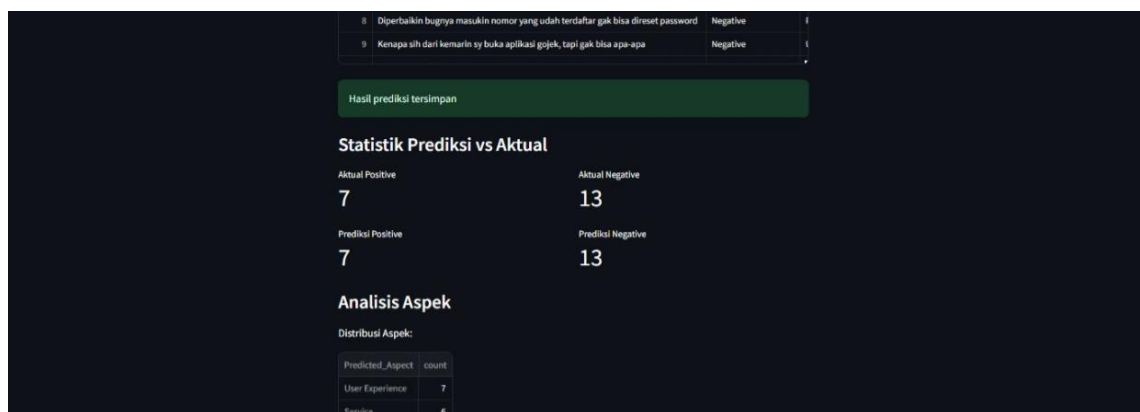 8 Diperbaikin bugnya masukin nomor yang udah terdaftar gak bisa direset password Negative
9 Kenapa sih dari kemarin sy buka aplikasi gojek, tapi gak bisa apa-apa Negative
Hasil prediksi tersimpan
Statistik Prediksi vs Aktual
Aktual Positive Aktual Negative
7 13
Prediksi Positive Prediksi Negative
7 13
Analisis Aspek
Distribusi Aspek:
Predicted_Aspect count
User Experience 7
Service 6